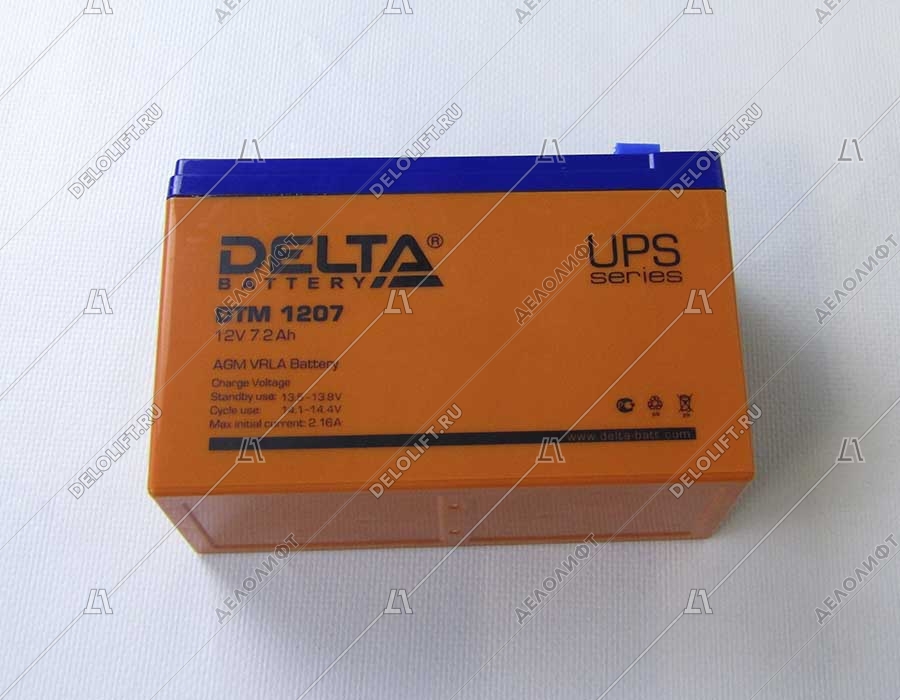 DELTA®
BATTERY
UPS
series
DTM 1207
12V 7.2Ah
AGM VRLA Battery
Charge Voltage
Standby use: 13.5-13.8V
Cycle use: 14.1-14.4V
Max initial current: 2.16A
www.delta-batt.com
DELOLIFT.RU
ДЕЛОЛИФТ